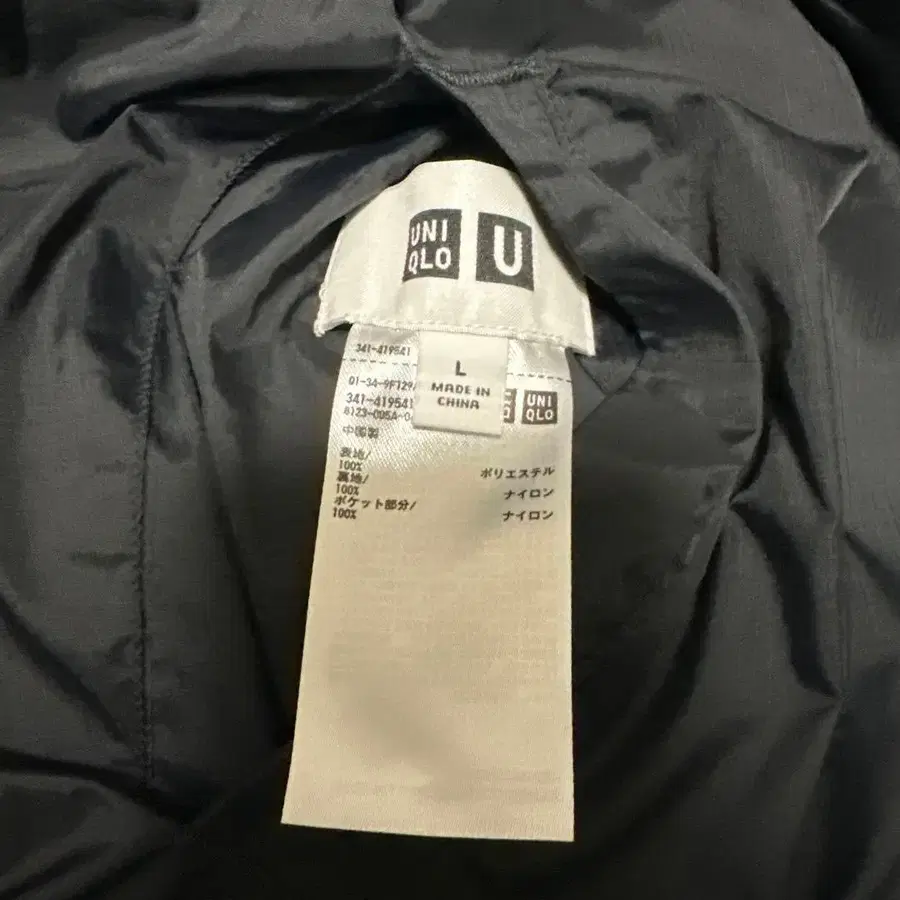 UNI
QLO
U
341-419541
L
MADE IN
CHINA
01-34-9F129
341-419541
UNI
QLO
中国製
表地/
100% ポリエステル
裏地/
100% ナイロン
ポケット部分/
100% ナイロン